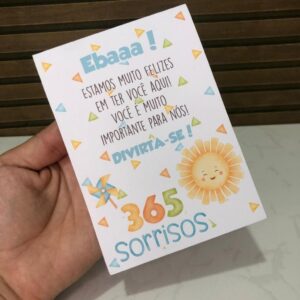 Ebaaa !
ESTAMOS MUITO FELIZES
EM TER VOCÊ AQUI!
VOCÊ É MUITO
IMPORTANTE PARA NÓS!
DIVIRTA-SE !
365
SORRISOS